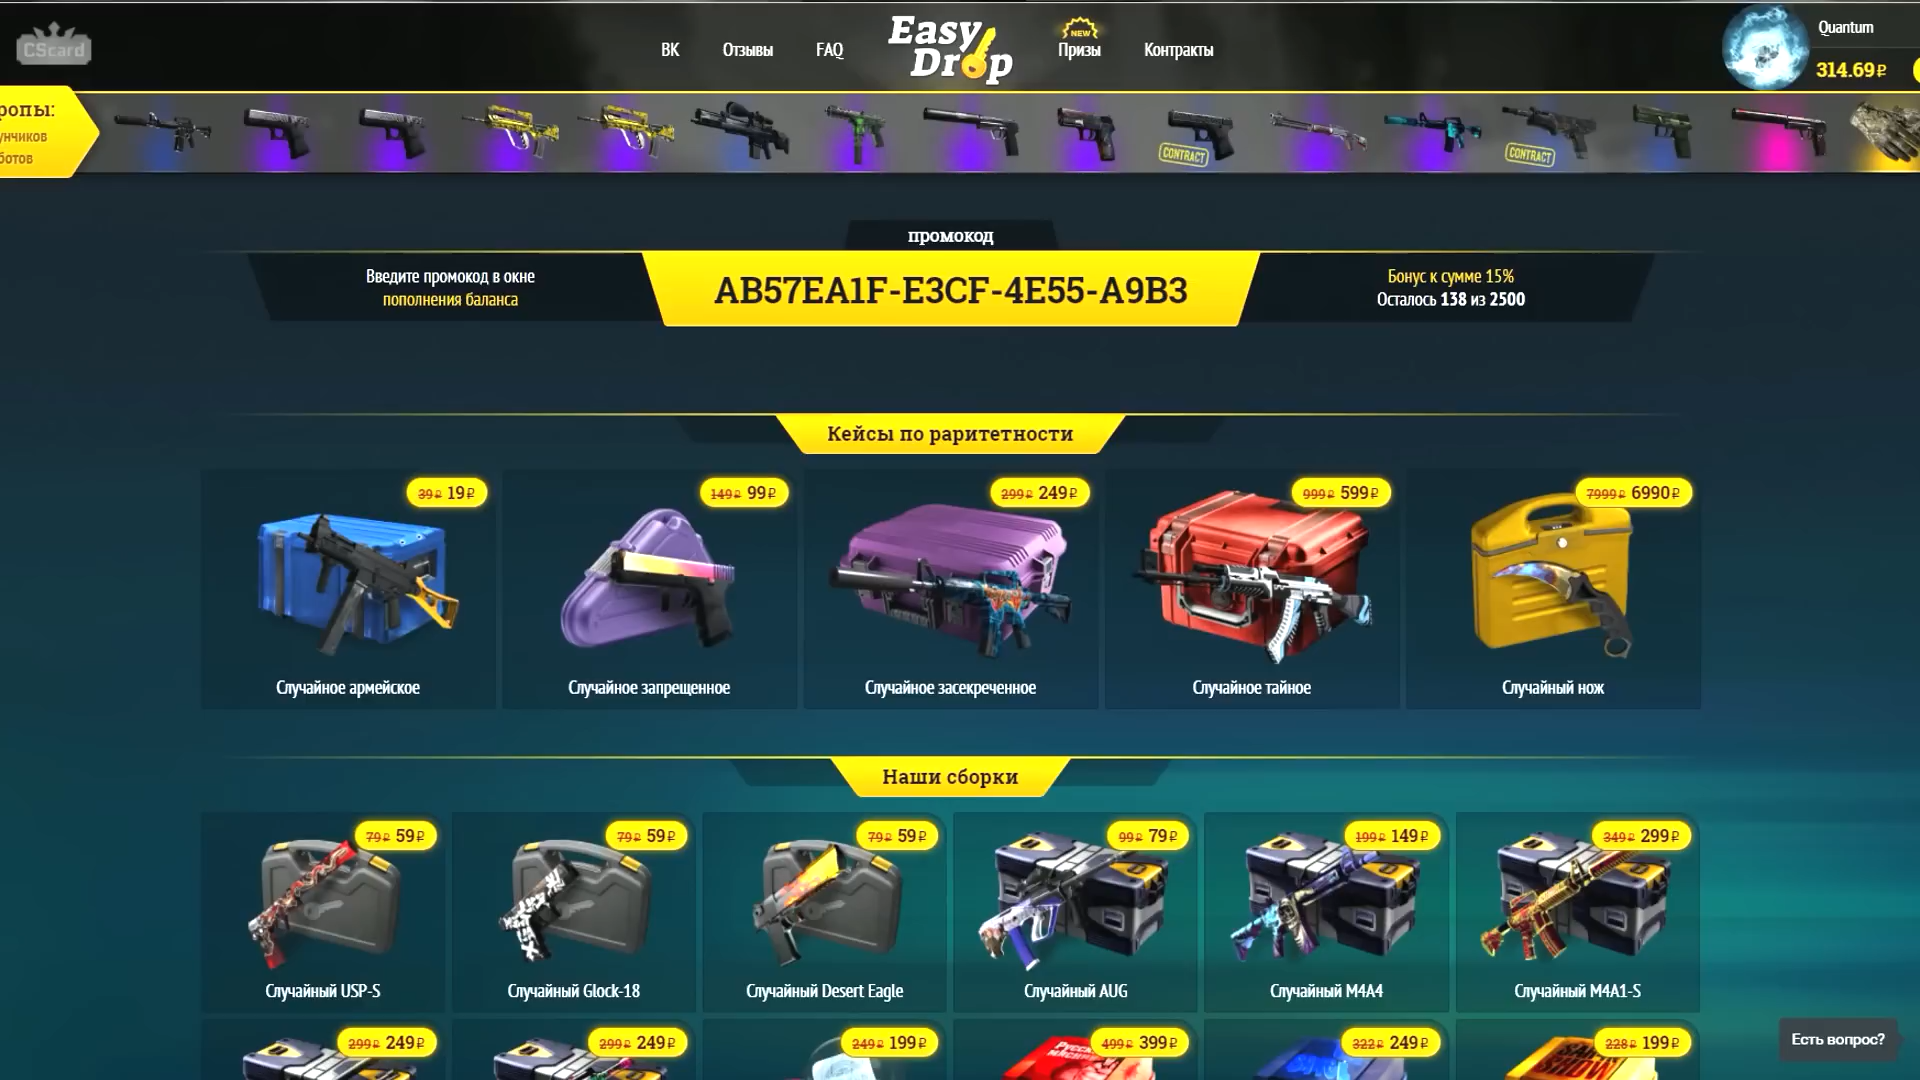 CScard
ВК
Отзывы
FAQ
Easy
Drop
NEW
Призы
Контракты
Quantum
314.69₽
CONTRACT
CONTRACT
промокод
Введите промокод в окне
пополнения баланса
AB57EA1F-E3CF-4E55-A9B3
Бонус к сумме 15%
Осталось 138 из 2500
Кейсы по раритетности
39₽ 19₽
149₽ 99₽
299₽ 249₽
999₽ 599₽
7999₽ 6990₽
Случайное армейское
Случайное запрещенное
Случайное засекреченное
Случайное тайное
Случайный нож
Наши сборки
79₽ 59₽
79₽ 59₽
79₽ 59₽
99₽ 79₽
199₽ 149₽
349₽ 299₽
Случайный USP-S
Случайный Glock-18
Случайный Desert Eagle
Случайный AUG
Случайный M4A4
Случайный M4A1-S
299₽ 249₽
299₽ 249₽
249₽ 199₽
499₽ 399₽
322₽ 249₽
228₽ 199₽
Есть вопрос?